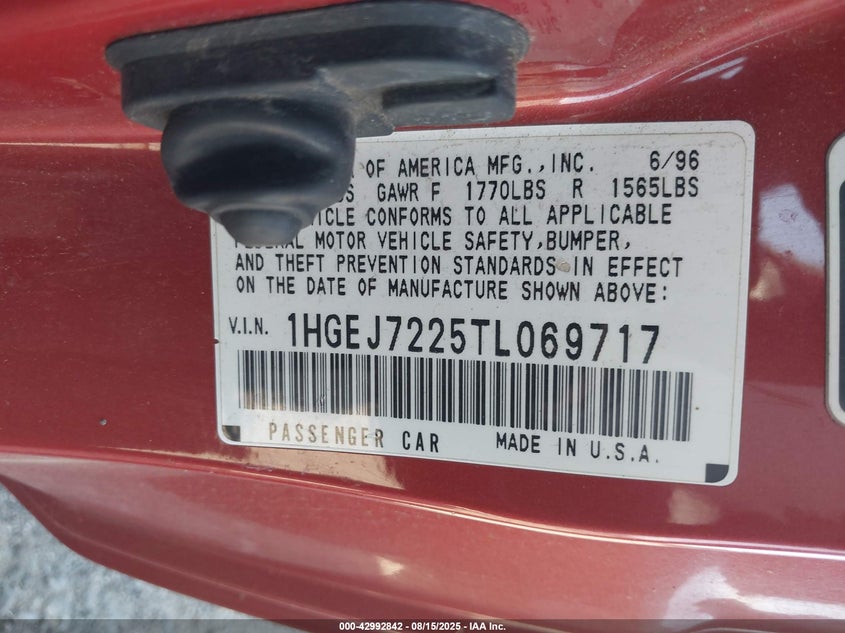 OF AMERICA MFG.,INC. 6/96
GAWR F 1770LBS R 1565LBS
CONFORMS TO ALL APPLICABLE
MOTOR VEHICLE SAFETY,BUMPER,
AND THEFT PREVENTION STANDARDS IN EFFECT
ON THE DATE OF MANUFACTURE SHOWN ABOVE:
V.I.N. 1HGEJ7225TL069717
PASSENGER CAR MADE IN U.S.A.
000-42992842 - 08/15/2025 - IAA Inc.